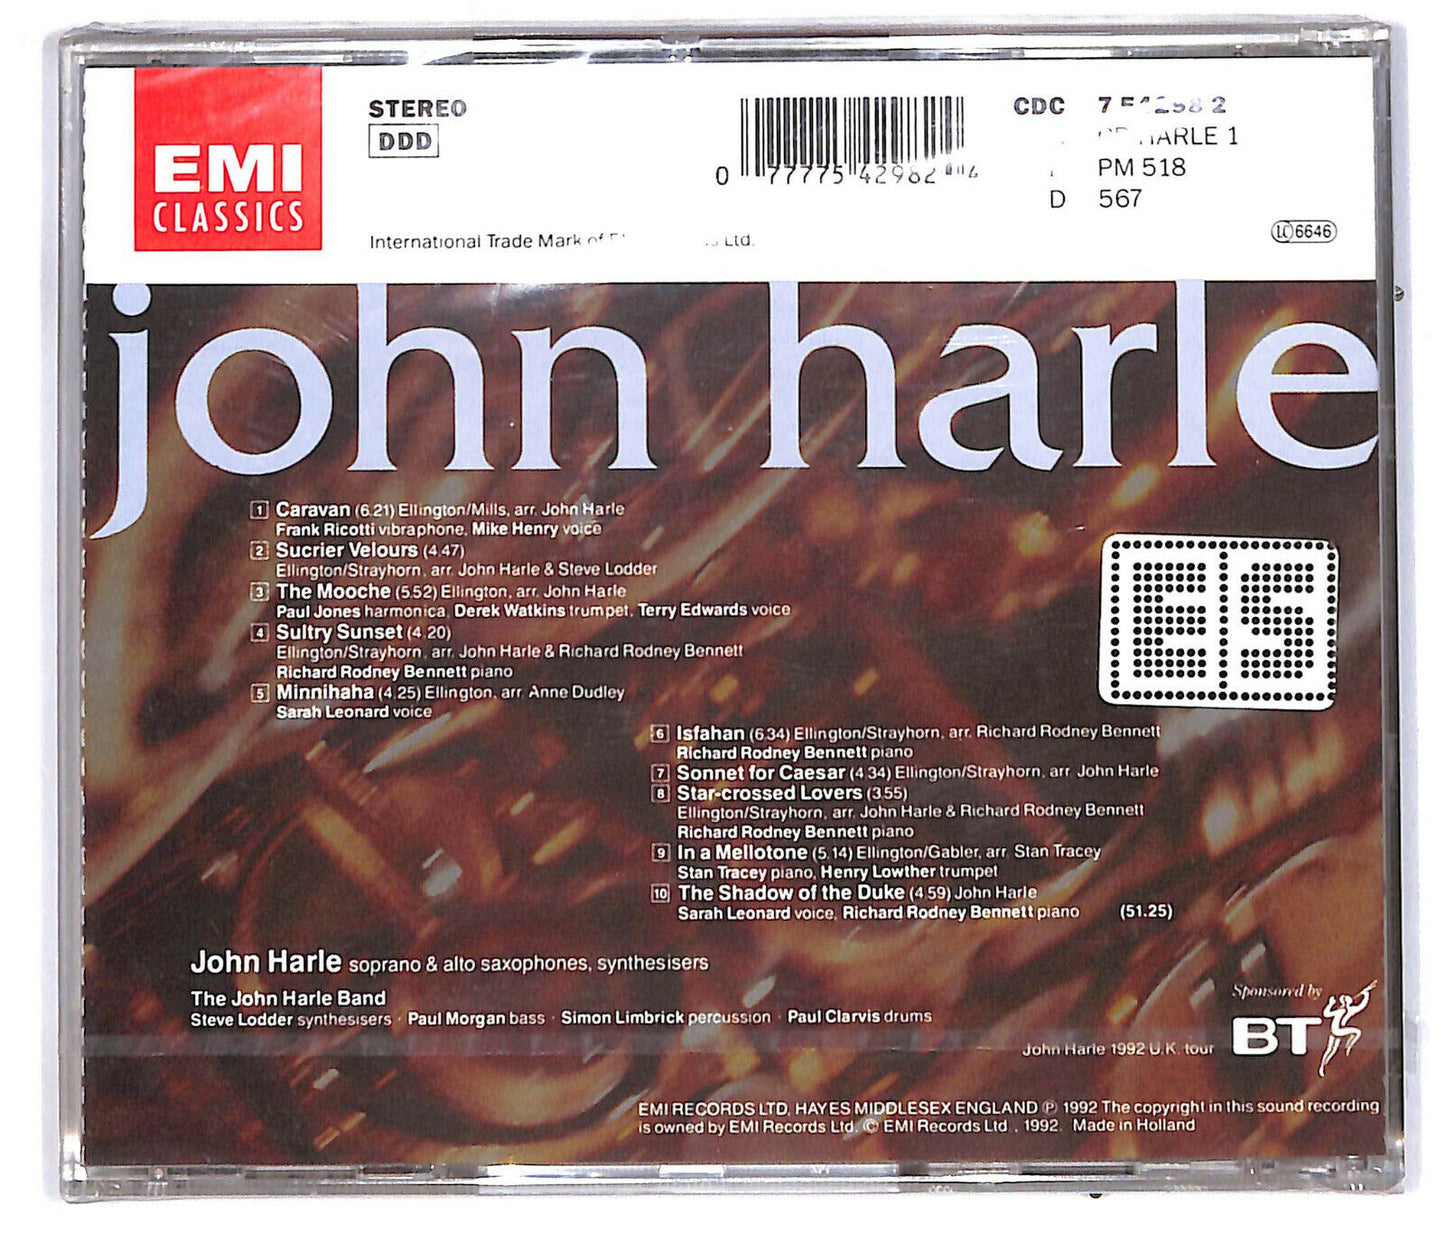 EMI
CLASSICS
STEREO
DDD
0 77775 42982
CDC
HARLE 1
PM 518
D 567
International Trade Mark of Ltd.
LC 6646
john harle
1 Caravan (6.21) Ellington/Mills, arr. John Harle
Frank Ricotti vibraphone, Mike Henry voice
2 Sucrier Velours (4.47)
Ellington/Strayhorn, arr. John Harle & Steve Lodder
3 The Mooche (5.52) Ellington, arr. John Harle
Paul Jones harmonica, Derek Watkins trumpet, Terry Edwards voice
4 Sultry Sunset (4.20)
Ellington/Strayhorn, arr. John Harle & Richard Rodney Bennett
Richard Rodney Bennett piano
5 Minnihaha (4.25) Ellington, arr. Anne Dudley
Sarah Leonard voice
ES
6 Isfahan (6.34) Ellington/Strayhorn, arr. Richard Rodney Bennett
Richard Rodney Bennett piano
7 Sonnet for Caesar (4.34) Ellington/Strayhorn, arr. John Harle
8 Star-crossed Lovers (3.55)
Ellington/Strayhorn, arr. John Harle & Richard Rodney Bennett
Richard Rodney Bennett piano
9 In a Mellotone (5.14) Ellington/Gabler, arr. Stan Tracey
Stan Tracey piano, Henry Lowther trumpet
10 The Shadow of the Duke (4.59) John Harle
Sarah Leonard voice, Richard Rodney Bennett piano (51.25)
John Harle soprano & alto saxophones, synthesisers
The John Harle Band
Steve Lodder synthesisers · Paul Morgan bass · Simon Limbrick percussion · Paul Clarvis drums
Sponsored by
BT
John Harle 1992 U.K. tour
EMI RECORDS LTD, HAYES MIDDLESEX ENGLAND ℗ 1992 The copyright in this sound recording
is owned by EMI Records Ltd. © EMI Records Ltd., 1992. Made in Holland